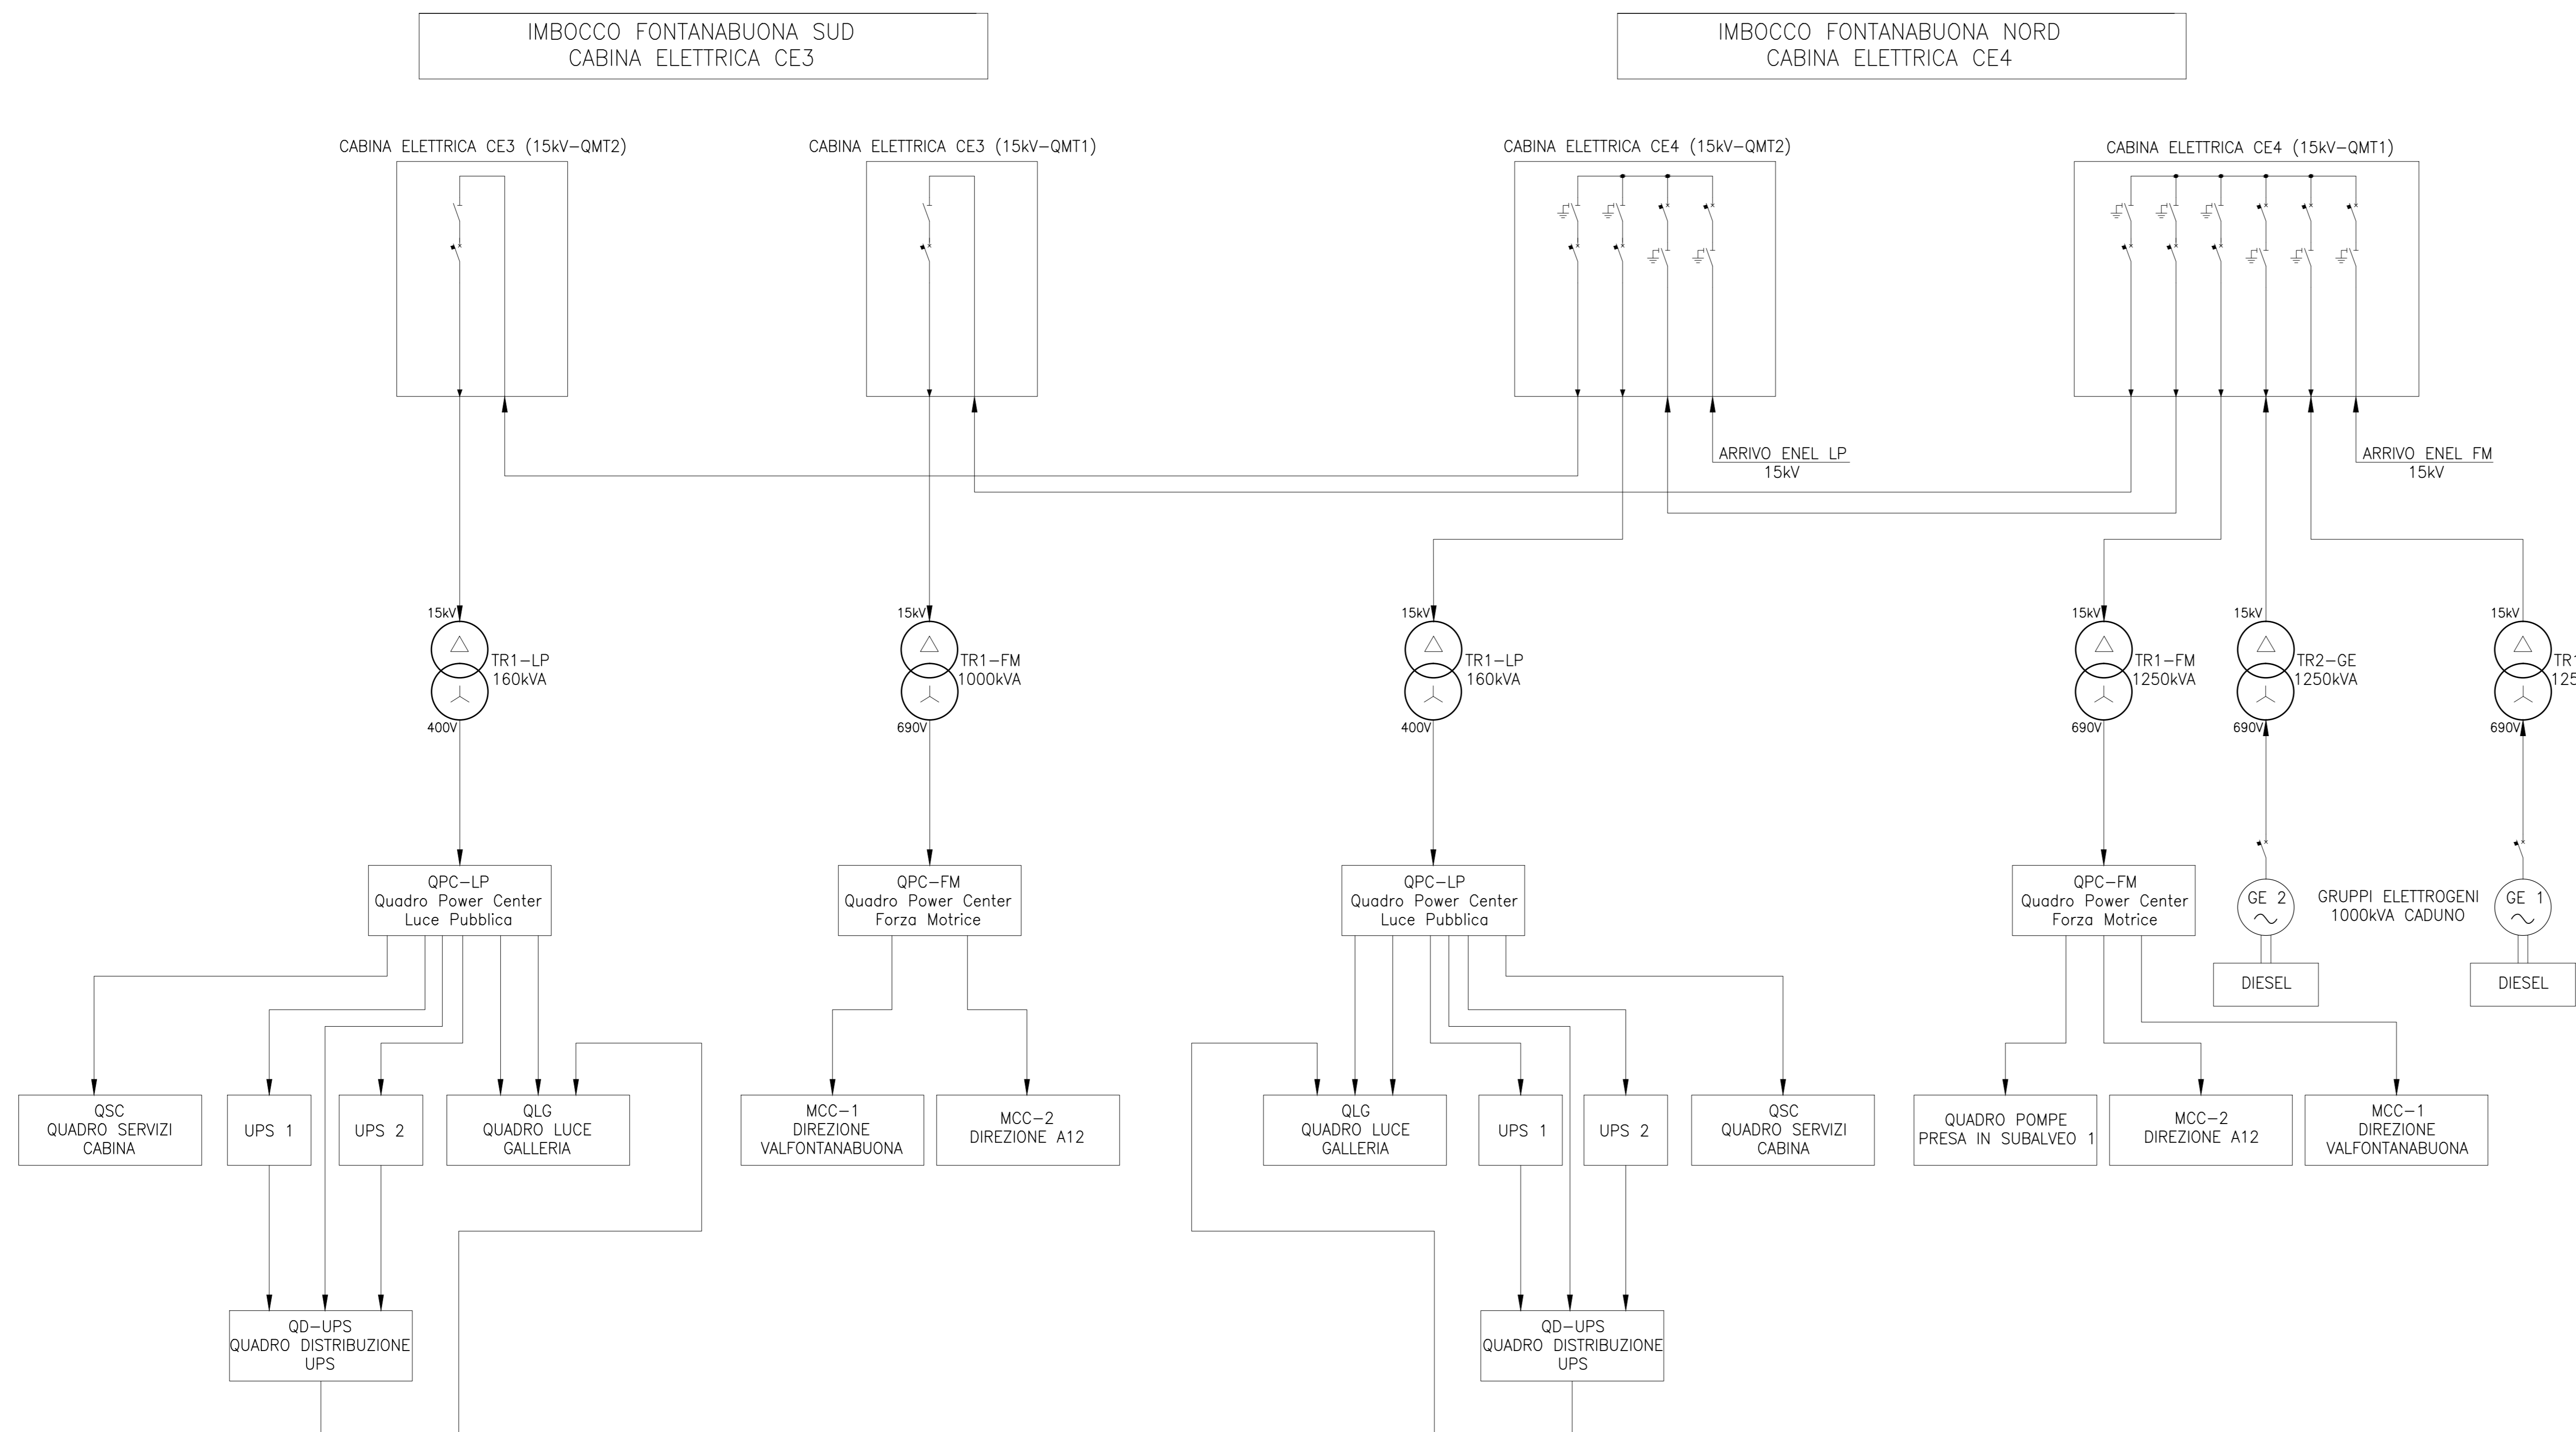 IMBOCCO FONTANABUONA SUD
CABINA ELETTRICA CE3
IMBOCCO FONTANABUONA NORD
CABINA ELETTRICA CE4
CABINA ELETTRICA CE3 (15kV-QMT2)
CABINA ELETTRICA CE3 (15kV-QMT1)
CABINA ELETTRICA CE4 (15kV-QMT2)
CABINA ELETTRICA CE4 (15kV-QMT1)
ARRIVO ENEL LP
15kV
ARRIVO ENEL FM
15kV
15kV
TR1-LP
160kVA
400V
15kV
TR1-FM
1000kVA
690V
15kV
TR1-LP
160kVA
400V
15kV
TR1-FM
1250kVA
690V
15kV
TR2-GE
1250kVA
690V
15kV
690V
QPC-LP
Quadro Power Center
Luce Pubblica
QPC-FM
Quadro Power Center
Forza Motrice
QPC-LP
Quadro Power Center
Luce Pubblica
QPC-FM
Quadro Power Center
Forza Motrice
GE 2
GRUPPI ELETTROGENI
1000kVA CADUNO
GE 1
DIESEL
DIESEL
QSC
QUADRO SERVIZI
CABINA
UPS 1
UPS 2
QLG
QUADRO LUCE
GALLERIA
MCC-1
DIREZIONE
VALFONTANABUONA
MCC-2
DIREZIONE A12
QLG
QUADRO LUCE
GALLERIA
UPS 1
UPS 2
QSC
QUADRO SERVIZI
CABINA
QUADRO POMPE
PRESA IN SUBALVEO 1
MCC-2
DIREZIONE A12
MCC-1
DIREZIONE
VALFONTANABUONA
QD-UPS
QUADRO DISTRIBUZIONE
UPS
QD-UPS
QUADRO DISTRIBUZIONE
UPS